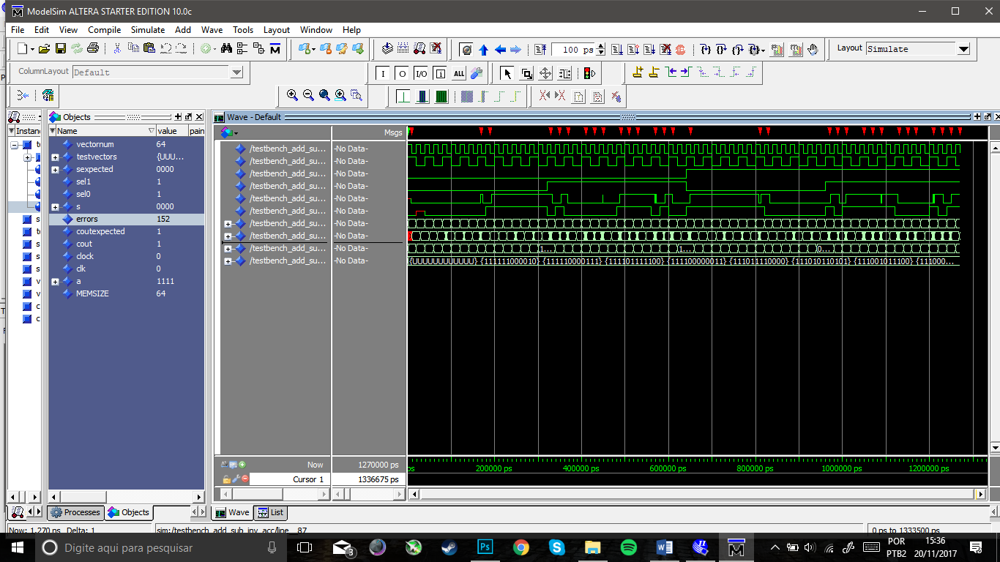 ModelSim ALTERA STARTER EDITION 10.0c
File Edit View Compile Simulate Add Wave Tools Layout Window Help
100 ps
Layout Simulate
ColumnLayout Default
I O I/O i ALL
Objects
Wave - Default
Instanc
Name value
Msgs
vectornum 64
testvectors {UUU...
sexpected 0000
sel1 1
sel0 1
s 0000
errors 152
coutexpected 1
cout 1
clock 0
clk 0
a 1111
MEMSIZE 64
/testbench_add_su... -No Data-
/testbench_add_su... -No Data-
/testbench_add_su... -No Data-
/testbench_add_su... -No Data-
/testbench_add_su... -No Data-
/testbench_add_su... -No Data-
/testbench_add_su... -No Data-
/testbench_add_su... -No Data-
/testbench_add_su... -No Data- 1... 1... 0...
/testbench_add_su... -No Data- {{UUUUUUUUUUUU} {111111000010} {111110000111} {111101111100} {111100000011} {111011110000} {111010110101} {111001011100} {111000...
Now 1270000 ps
ps 200000 ps 400000 ps 600000 ps 800000 ps 1000000 ps 1200000 ps
Cursor 1 1336675 ps
Processes Objects
Wave List
Now: 1,270 ns Delta: 1 sim:/testbench_add_sub_inv_acc/line__87 0 ns to 1333500 ps
Digite aqui para pesquisar
3
Ps
W
M
POR
PTB2
15:36
20/11/2017